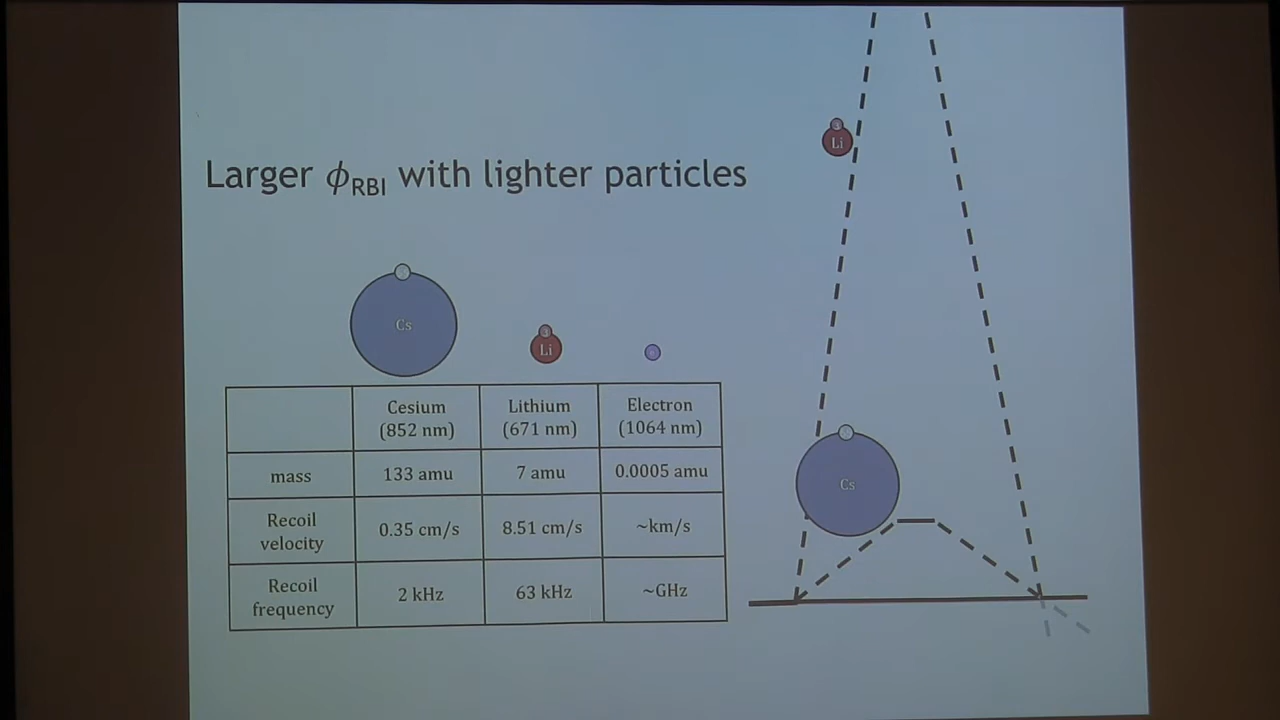 Larger ϕRBI with lighter particles
Li
Cs
Li
Cesium
(852 nm)
Lithium
(671 nm)
Electron
(1064 nm)
mass
133 amu
7 amu
0.0005 amu
Recoil
velocity
0.35 cm/s
8.51 cm/s
~km/s
Recoil
frequency
2 kHz
63 kHz
~GHz
Cs